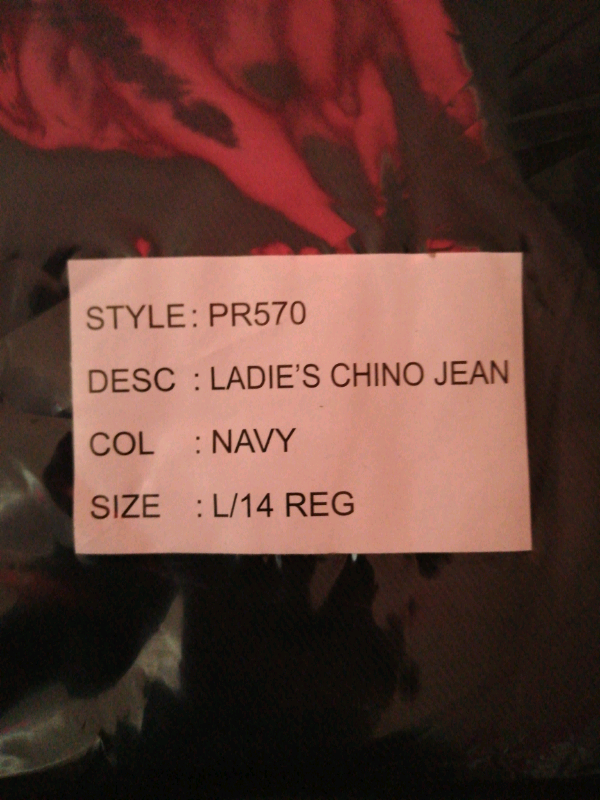 STYLE : PR570
DESC : LADIE'S CHINO JEAN
COL : NAVY
SIZE : L/14 REG